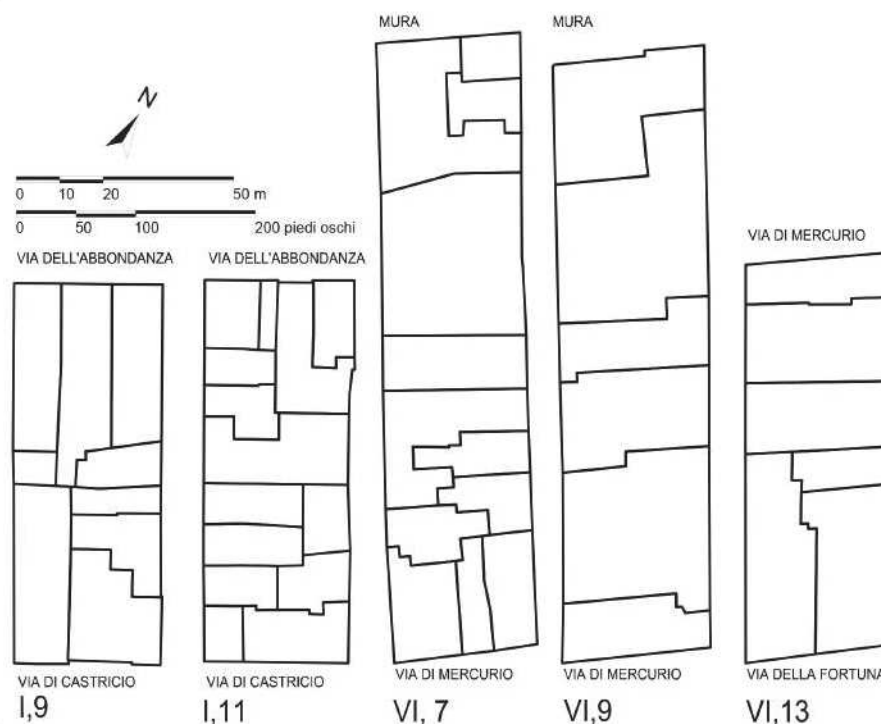 MURA
MURA
N
0 10 20 50 m
0 50 100 200 piedi oschi
VIA DELL'ABBONDANZA
VIA DELL'ABBONDANZA
VIA DI MERCURIO
VIA DI CASTRICIO
VIA DI CASTRICIO
VIA DI MERCURIO
VIA DI MERCURIO
VIA DELLA FORTUNA
I,9
I,11
VI, 7
VI,9
VI,13